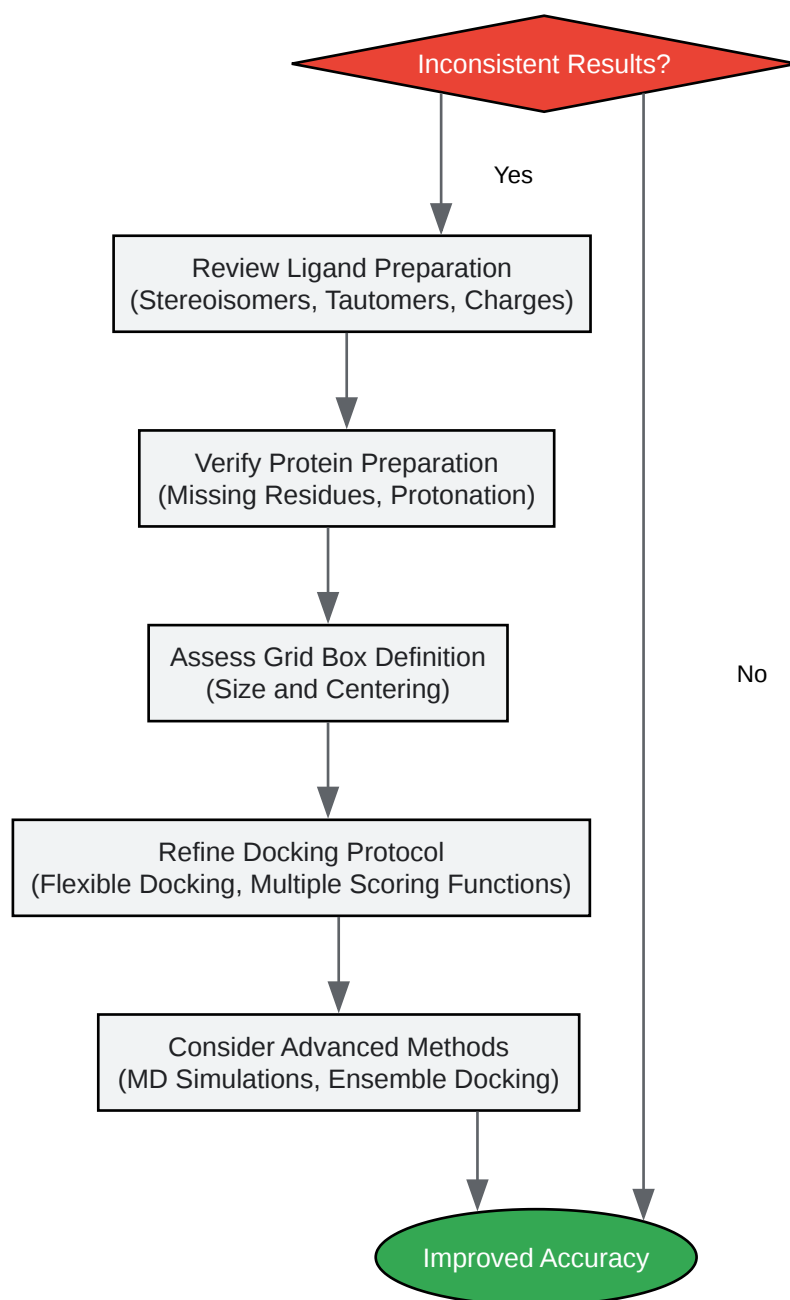 Inconsistent Results?
Yes
Review Ligand Preparation
(Stereoisomers, Tautomers, Charges)
Verify Protein Preparation
(Missing Residues, Protonation)
Assess Grid Box Definition
(Size and Centering)
No
Refine Docking Protocol
(Flexible Docking, Multiple Scoring Functions)
Consider Advanced Methods
(MD Simulations, Ensemble Docking)
Improved Accuracy